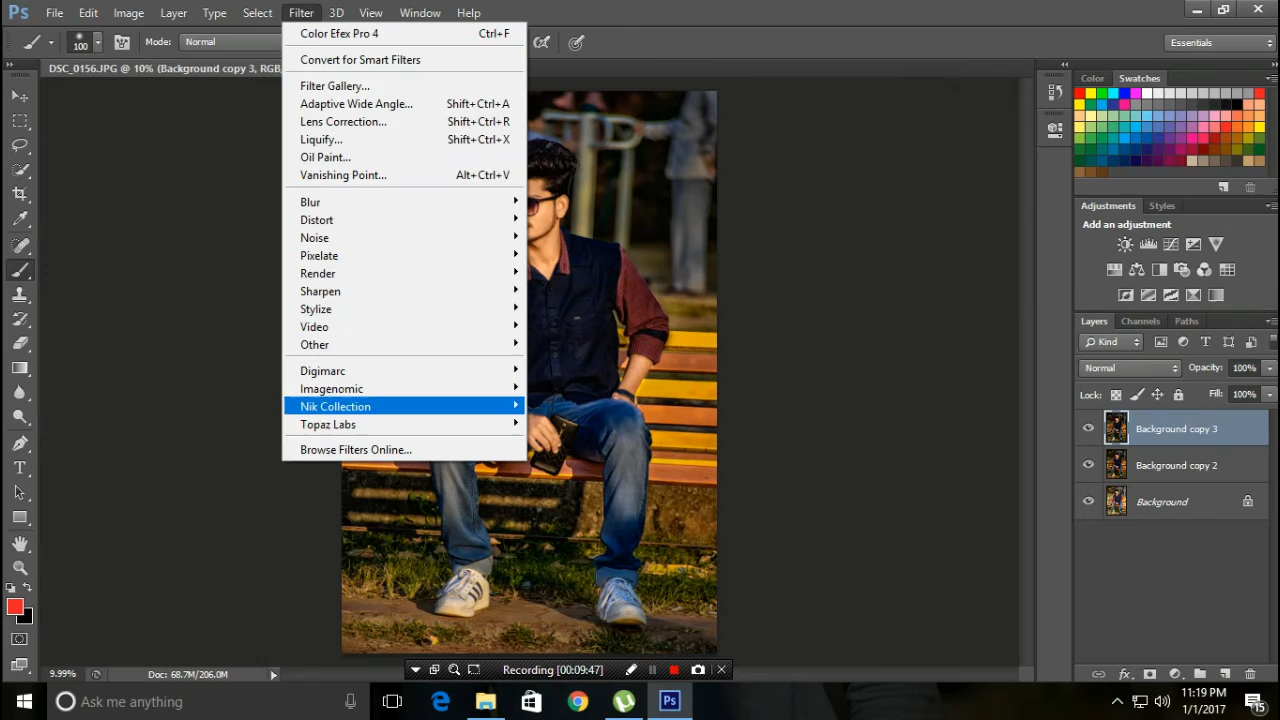 Ps File Edit Image Layer Type Select Filter 3D View Window Help
100 Mode: Normal Essentials
DSC_0156.JPG @ 10% (Background copy 3, RGB
Color Efex Pro 4 Ctrl+F
Convert for Smart Filters
Filter Gallery...
Adaptive Wide Angle... Shift+Ctrl+A
Lens Correction... Shift+Ctrl+R
Liquify... Shift+Ctrl+X
Oil Paint...
Vanishing Point... Alt+Ctrl+V
Blur
Distort
Noise
Pixelate
Render
Sharpen
Stylize
Video
Other
Digimarc
Imagenomic
Nik Collection
Topaz Labs
Browse Filters Online...
Color Swatches
Adjustments Styles
Add an adjustment
Layers Channels Paths
Kind
Normal Opacity: 100%
Lock: Fill: 100%
Background copy 3
Background copy 2
Background
9.99% Doc: 68.7M/206.0M
Recording [00:09:47]
Ask me anything
Ps
11:19 PM
1/1/2017
15